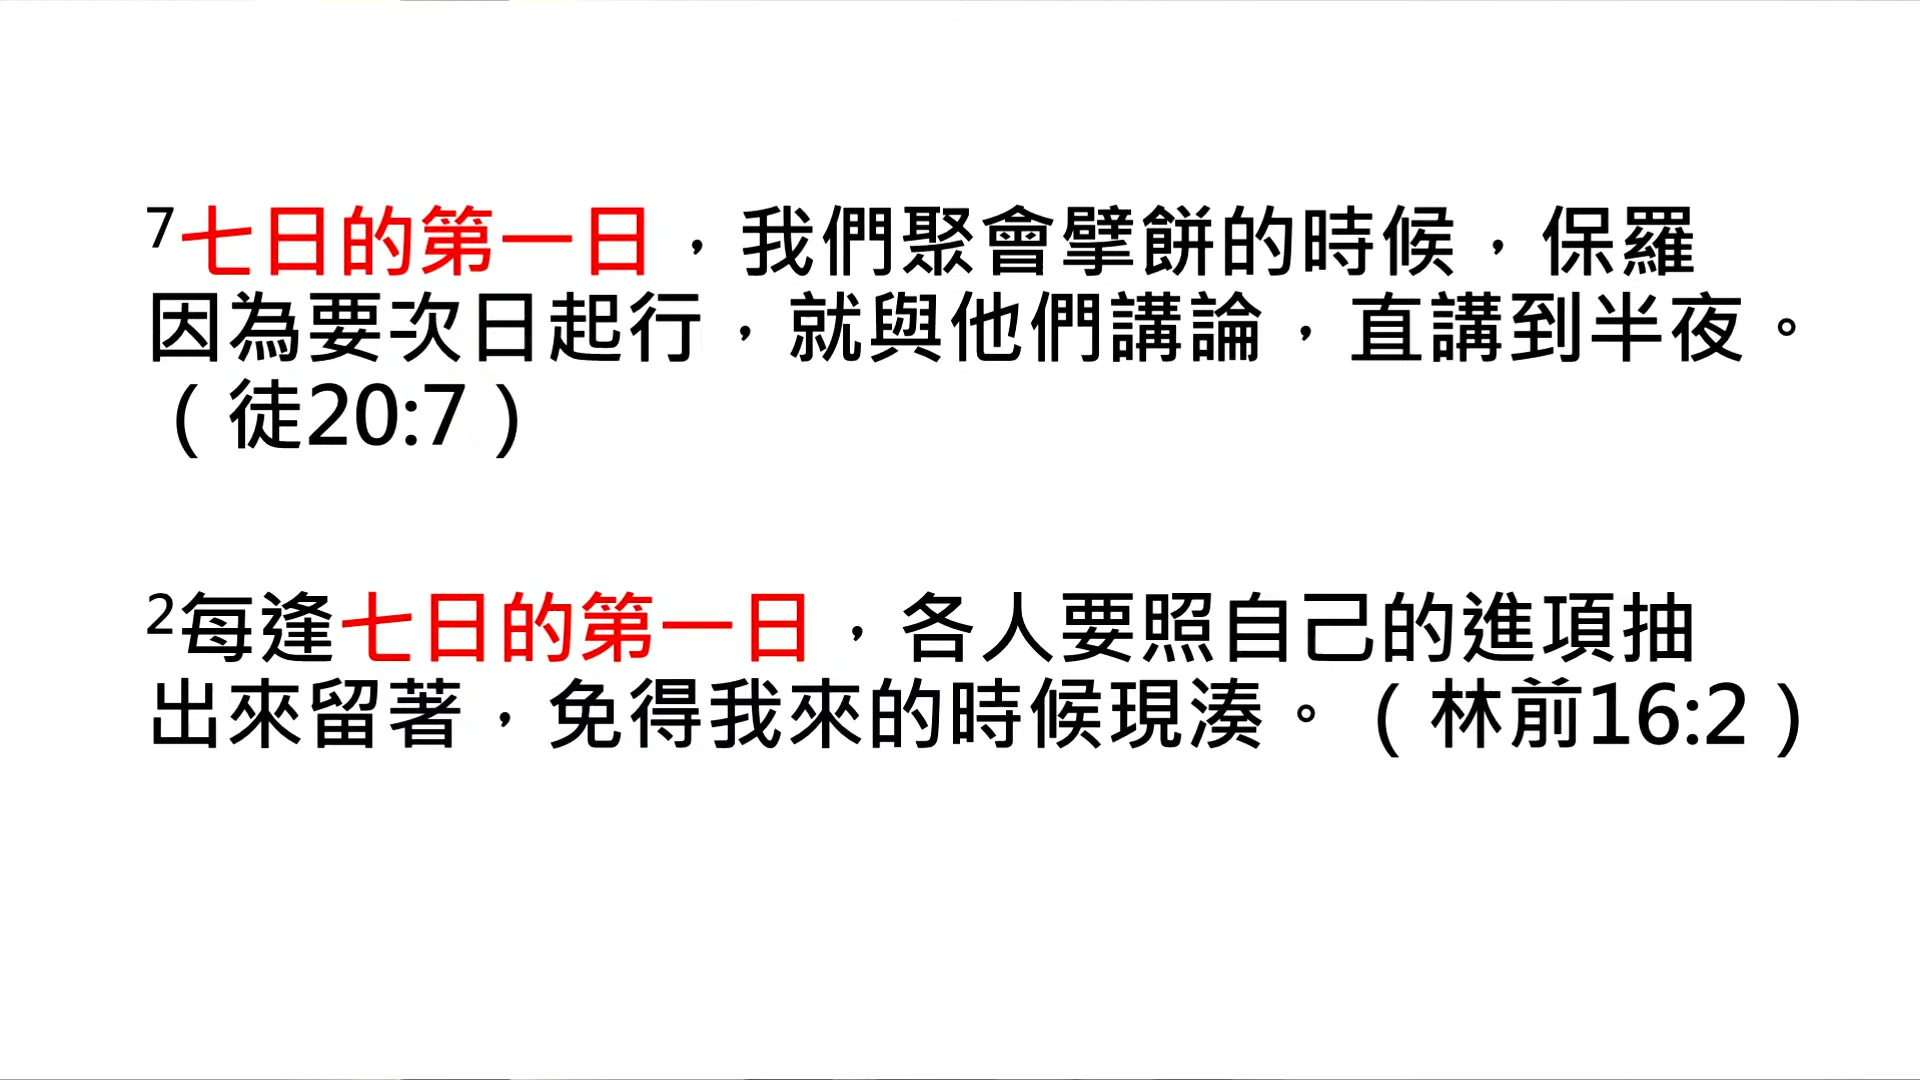 7七日的第一日，我們聚會擘餅的時候，保羅
因為要次日起行，就與他們講論，直講到半夜。
（徒20:7）
2每逢七日的第一日，各人要照自己的進項抽
出來留著，免得我來的時候現湊。（林前16:2）